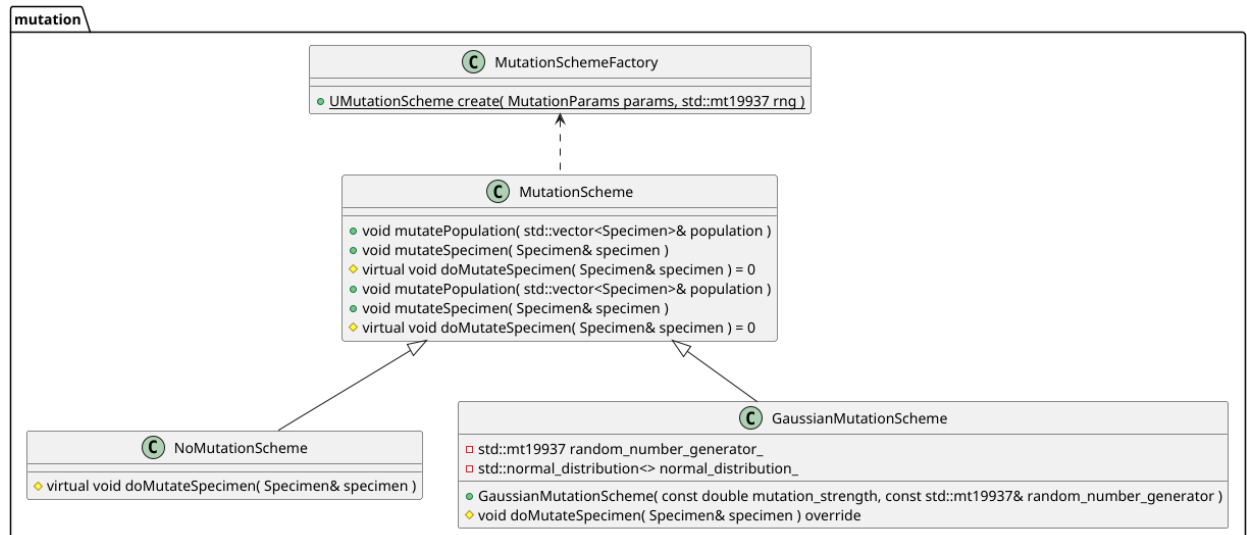 mutation
C MutationSchemeFactory
UMutationScheme create( MutationParams params, std::mt19937 rng )
C MutationScheme
void mutatePopulation( std::vector<Specimen>& population )
void mutateSpecimen( Specimen& specimen )
virtual void doMutateSpecimen( Specimen& specimen ) = 0
void mutatePopulation( std::vector<Specimen>& population )
void mutateSpecimen( Specimen& specimen )
virtual void doMutateSpecimen( Specimen& specimen ) = 0
C NoMutationScheme
virtual void doMutateSpecimen( Specimen& specimen )
C GaussianMutationScheme
std::mt19937 random_number_generator_
std::normal_distribution<> normal_distribution_
GaussianMutationScheme( const double mutation_strength, const std::mt19937& random_number_generator )
void doMutateSpecimen( Specimen& specimen ) override